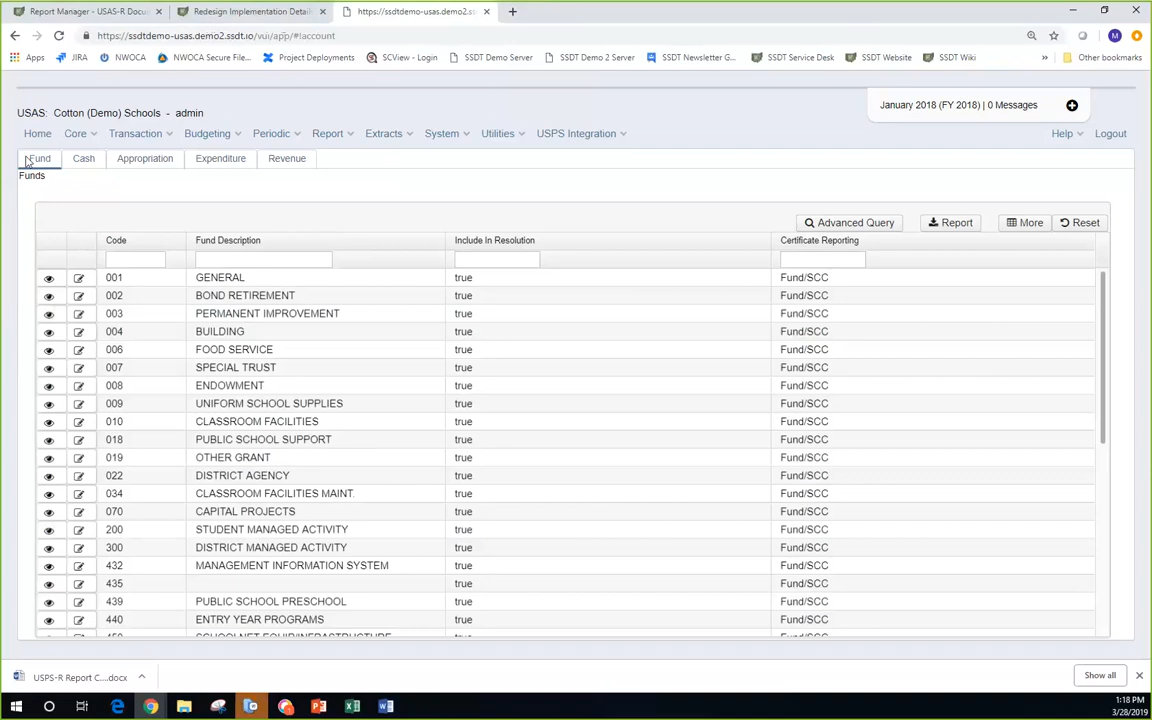 Report Manager - USAS-R Docu
Redesign Implementation Detail
https://ssdtdemo-usas.demo2.ssd
https://ssdtdemo-usas.demo2.ssdt.io/vui/app/#!account
Apps JIRA NWOCA NWOCA Secure File... Project Deployments SCView - Login SSDT Demo Server SSDT Demo 2 Server SSDT Newsletter G... SSDT Service Desk SSDT Website SSDT Wiki » Other bookmarks
USAS: Cotton (Demo) Schools - admin
January 2018 (FY 2018) | 0 Messages
Home Core Transaction Budgeting Periodic Report Extracts System Utilities USPS Integration Help Logout
Fund Cash Appropriation Expenditure Revenue
Funds
Advanced Query Report More Reset
Code Fund Description Include In Resolution Certificate Reporting
001 GENERAL true Fund/SCC
002 BOND RETIREMENT true Fund/SCC
003 PERMANENT IMPROVEMENT true Fund/SCC
004 BUILDING true Fund/SCC
006 FOOD SERVICE true Fund/SCC
007 SPECIAL TRUST true Fund/SCC
008 ENDOWMENT true Fund/SCC
009 UNIFORM SCHOOL SUPPLIES true Fund/SCC
010 CLASSROOM FACILITIES true Fund/SCC
018 PUBLIC SCHOOL SUPPORT true Fund/SCC
019 OTHER GRANT true Fund/SCC
022 DISTRICT AGENCY true Fund/SCC
034 CLASSROOM FACILITIES MAINT. true Fund/SCC
070 CAPITAL PROJECTS true Fund/SCC
200 STUDENT MANAGED ACTIVITY true Fund/SCC
300 DISTRICT MANAGED ACTIVITY true Fund/SCC
432 MANAGEMENT INFORMATION SYSTEM true Fund/SCC
435 true Fund/SCC
439 PUBLIC SCHOOL PRESCHOOL true Fund/SCC
440 ENTRY YEAR PROGRAMS true Fund/SCC
450 SCHOOLNET EQUIP/INFRASTRUCTURE true Fund/SCC
USPS-R Report C....docx
Show all
1:18 PM
3/28/2019